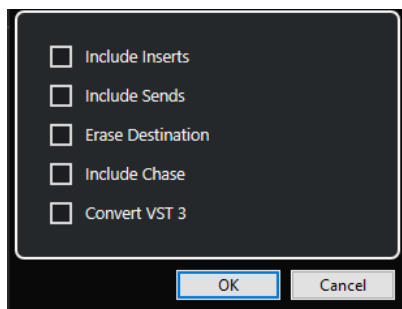 Include Inserts
Include Sends
Erase Destination
Include Chase
Convert VST 3
OK Cancel